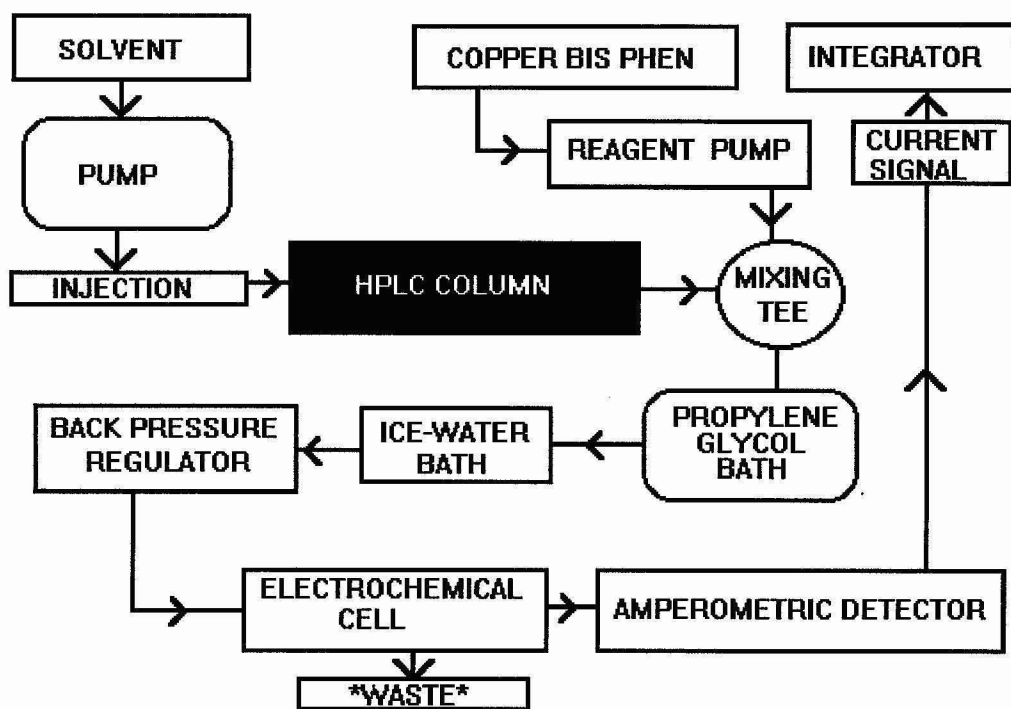 SOLVENT
COPPER BIS PHEN
INTEGRATOR
PUMP
REAGENT PUMP
CURRENT
SIGNAL
INJECTION
HPLC COLUMN
MIXING
TEE
BACK PRESSURE
REGULATOR
ICE-WATER
BATH
PROPYLENE
GLYCOL
BATH
ELECTROCHEMICAL
CELL
AMPEROMETRIC DETECTOR
*WASTE*